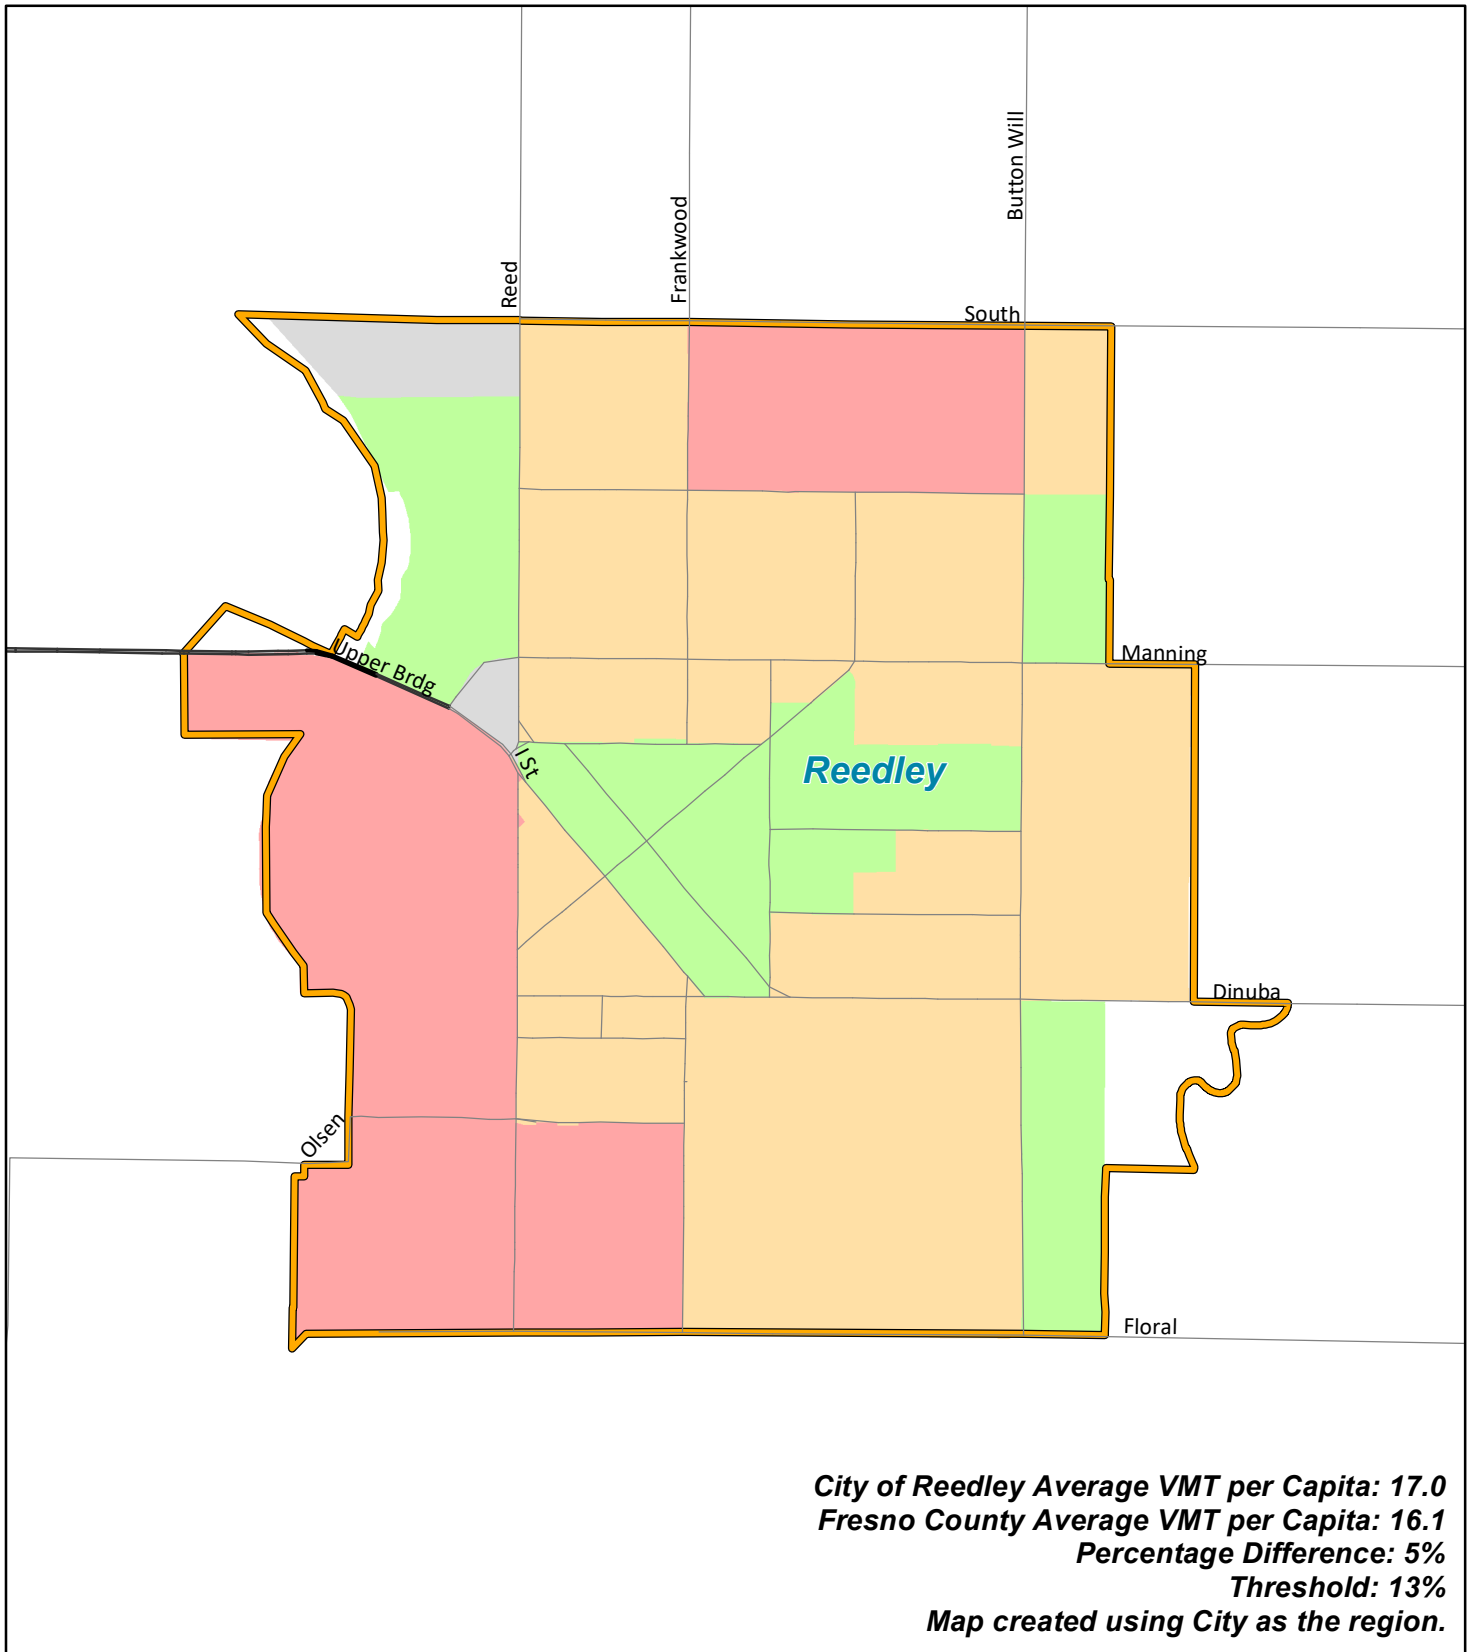 Button Will
Frankwood
Reed
South
Upper Brdg
Manning
I St
Reedley
Dinuba
Olsen
Floral
City of Reedley Average VMT per Capita: 17.0
Fresno County Average VMT per Capita: 16.1
Percentage Difference: 5%
Threshold: 13%
Map created using City as the region.